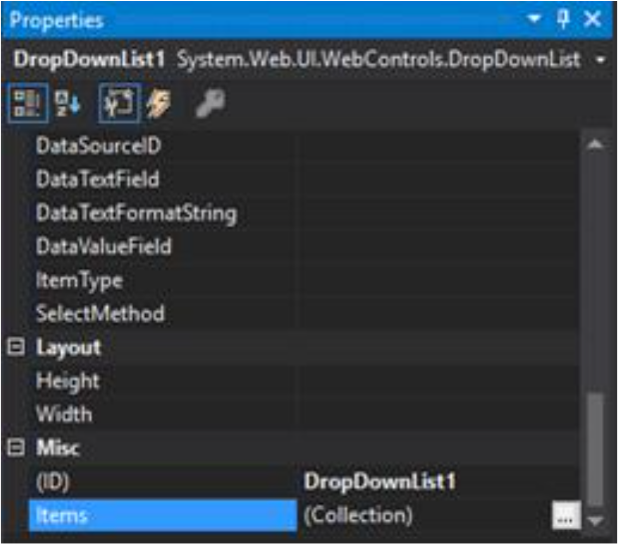 Properties
DropDownList1 System.Web.UI.WebControls.DropDownList
DataSourceID
DataTextField
DataTextFormatString
DataValueField
ItemType
SelectMethod
Layout
Height
Width
Misc
(ID) DropDownList1
Items (Collection) ...